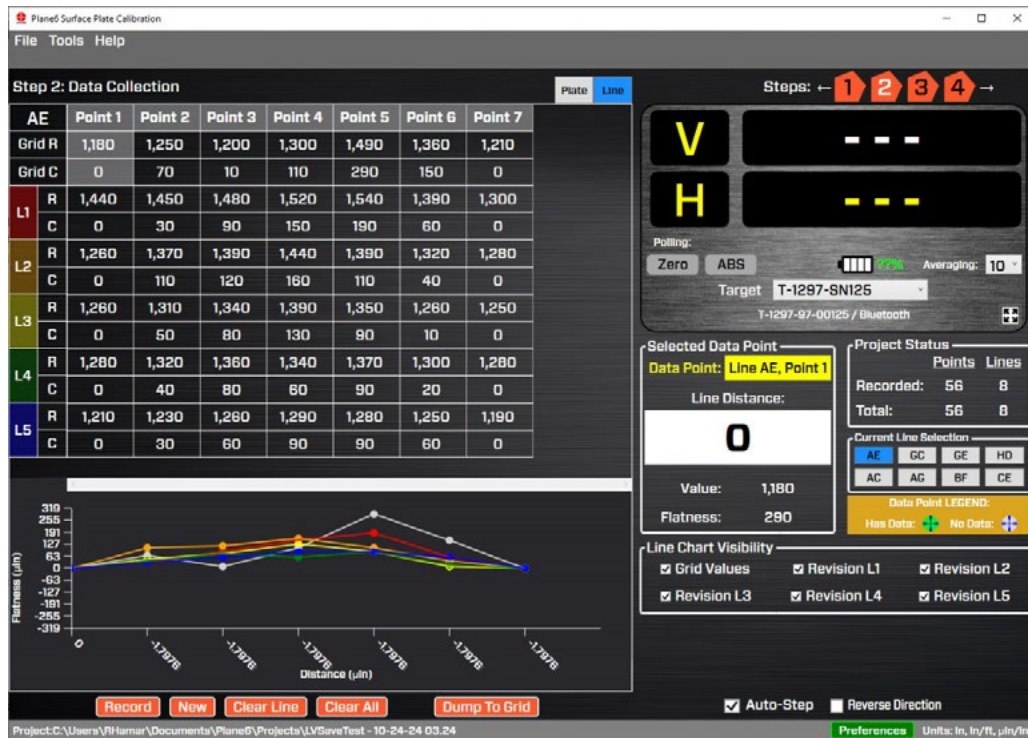 Plane6 Surface Plate Calibration
File Tools Help
Step 2: Data Collection
Plate Line
Steps: ← 1 2 3 4 →
AE Point 1 Point 2 Point 3 Point 4 Point 5 Point 6 Point 7
Grid R 1,180 1,250 1,200 1,300 1,490 1,360 1,210
Grid C 0 70 10 110 290 150 0
L1 R 1,440 1,450 1,480 1,520 1,540 1,390 1,300
C 0 30 90 150 190 60 0
L2 R 1,260 1,370 1,390 1,440 1,390 1,320 1,280
C 0 110 120 160 110 40 0
L3 R 1,260 1,310 1,340 1,390 1,350 1,260 1,250
C 0 50 80 130 90 10 0
L4 R 1,280 1,320 1,360 1,340 1,370 1,300 1,280
C 0 40 80 60 90 20 0
L5 R 1,210 1,230 1,260 1,290 1,280 1,250 1,190
C 0 30 60 90 90 60 0
V ---
H ---
Polling:
Zero ABS ??% Averaging: 10
Target T-1297-SN125
T-1297-97-00125 / Bluetooth
Selected Data Point
Data Point: Line AE, Point 1
Line Distance:
0
Value: 1,180
Flatness: 290
Project Status
Points Lines
Recorded: 56 8
Total: 56 8
Current Line Selection
AE GC GE HD
AC AG BF CE
Data Point LEGEND:
Has Data: No Data:
Line Chart Visibility
Grid Values Revision L1 Revision L2
Revision L3 Revision L4 Revision L5
Flatness (µIn)
319
255
191
127
63
0
-63
-127
-191
-255
-319
0 -1.7976 -1.7976 -1.7976 -1.7976 -1.7976 -1.7976
Distance (µIn)
Record New Clear Line Clear All Dump To Grid
Auto-Step Reverse Direction
Project:C:\Users\RHamar\Documents\Plane6\Projects\LVSaveTest - 10-24-24 03.24
Preferences Units: In, In/ft, µIn/In